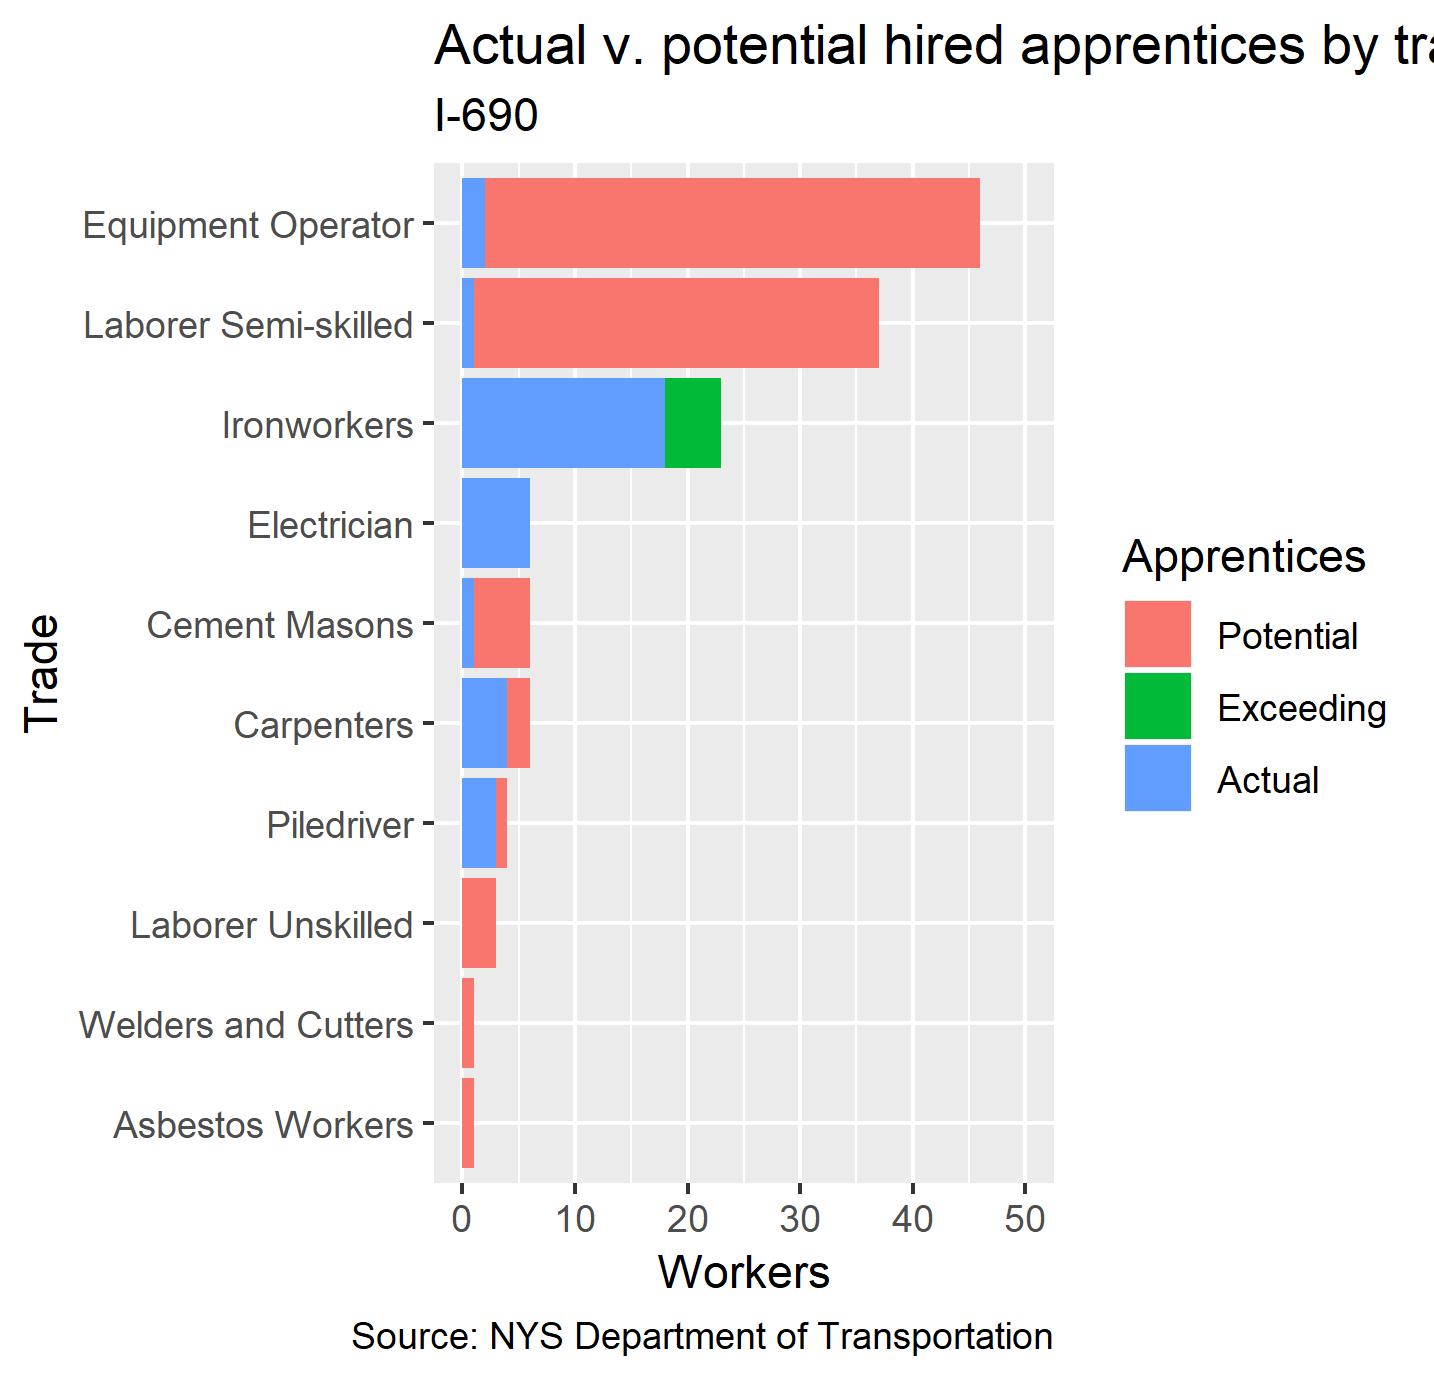 Actual v. potential hired apprentices by
I-690
Trade
Equipment Operator
Laborer Semi-skilled
Ironworkers
Electrician
Cement Masons
Carpenters
Piledriver
Laborer Unskilled
Welders and Cutters
Asbestos Workers
0 10 20 30 40 50
Workers
Apprentices
Potential
Exceeding
Actual
Source: NYS Department of Transportation